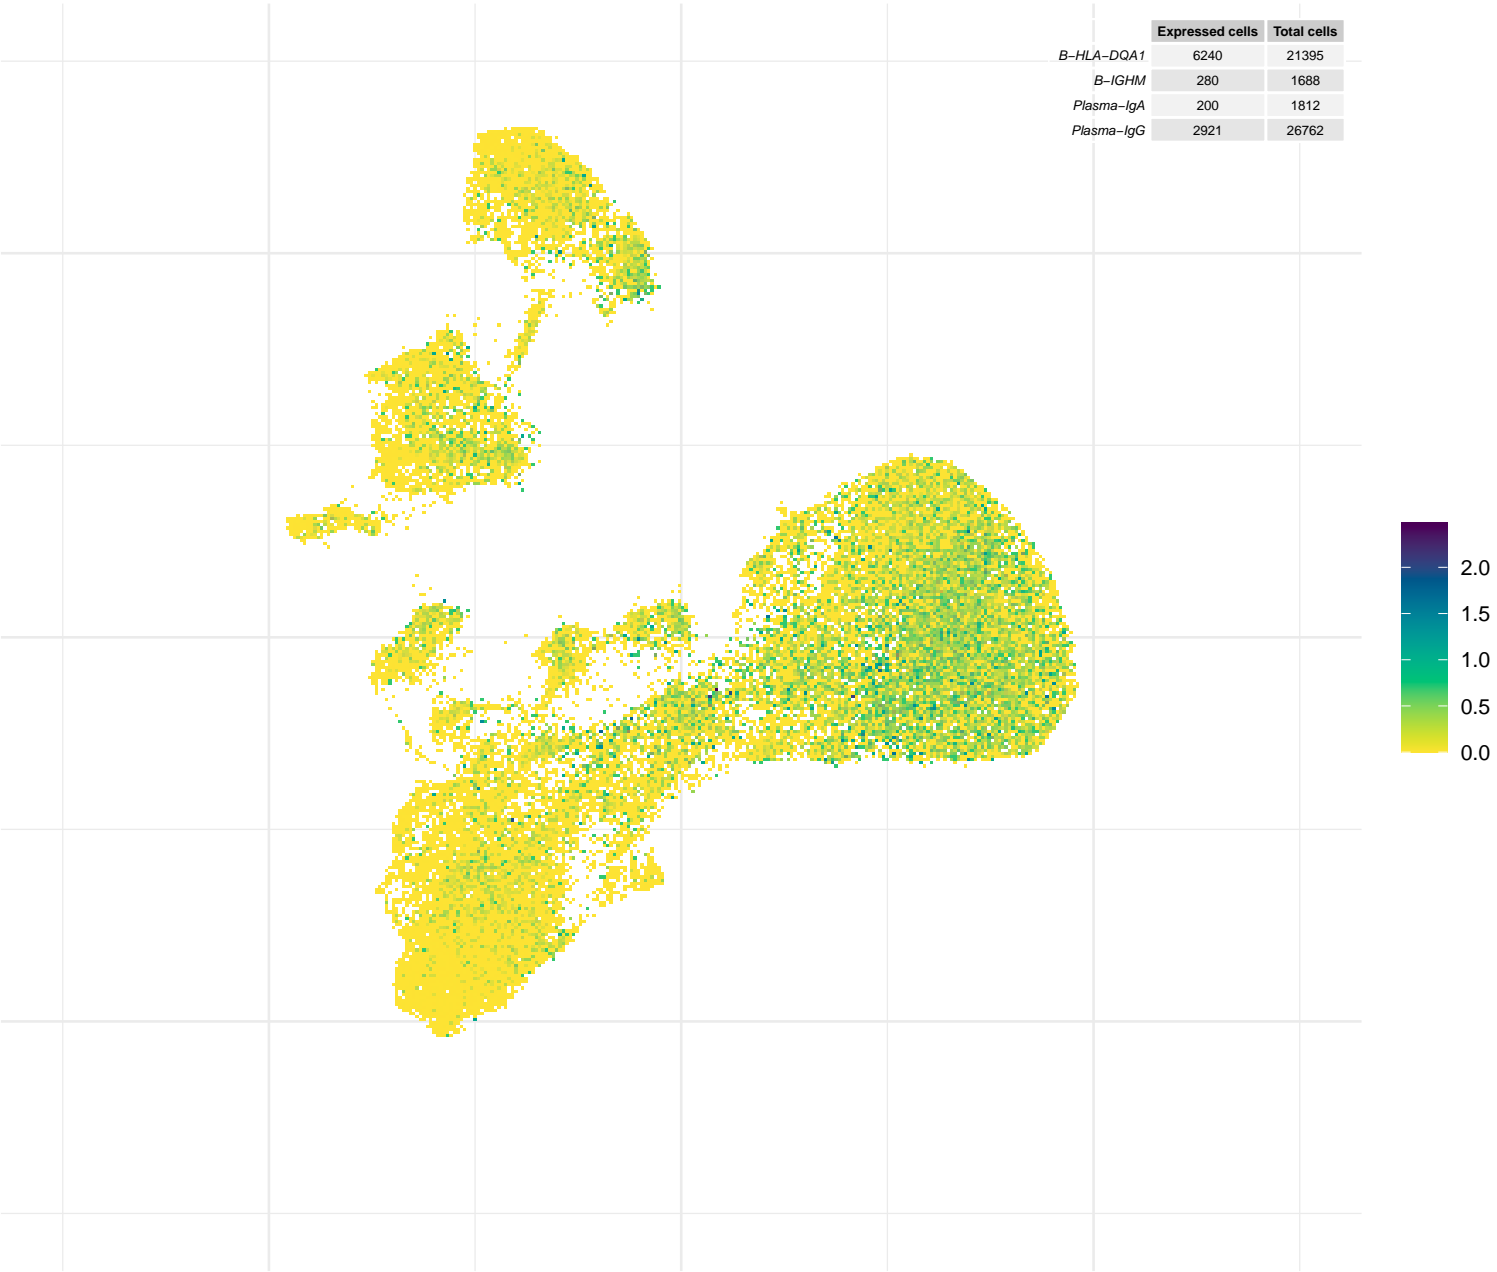 Expressed cells Total cells
B−HLA−DQA1 6240 21395
B−IGHM 280 1688
Plasma−IgA 200 1812
Plasma−IgG 2921 26762
2.0
1.5
1.0
0.5
0.0